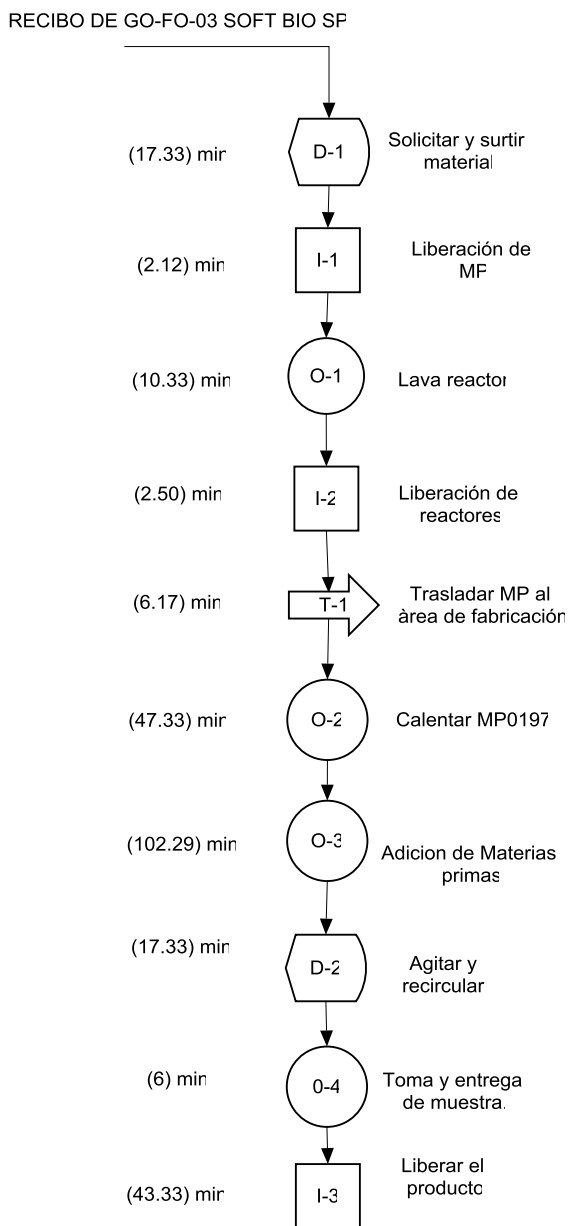 RECIBO DE GO-FO-03 SOFT BIO SP
(17.33) min
D-1
Solicitar y surtir
material
(2.12) min
I-1
Liberación de
MP
(10.33) min
O-1
Lava reactor
(2.50) min
I-2
Liberación de
reactores
(6.17) min
T-1
Trasladar MP al
àrea de fabricación
(47.33) min
O-2
Calentar MP0197
(102.29) min
O-3
Adicion de Materias
primas
(17.33) min
D-2
Agitar y
recircular
(6) min
0-4
Toma y entrega
de muestra.
(43.33) min
I-3
Liberar el
producto